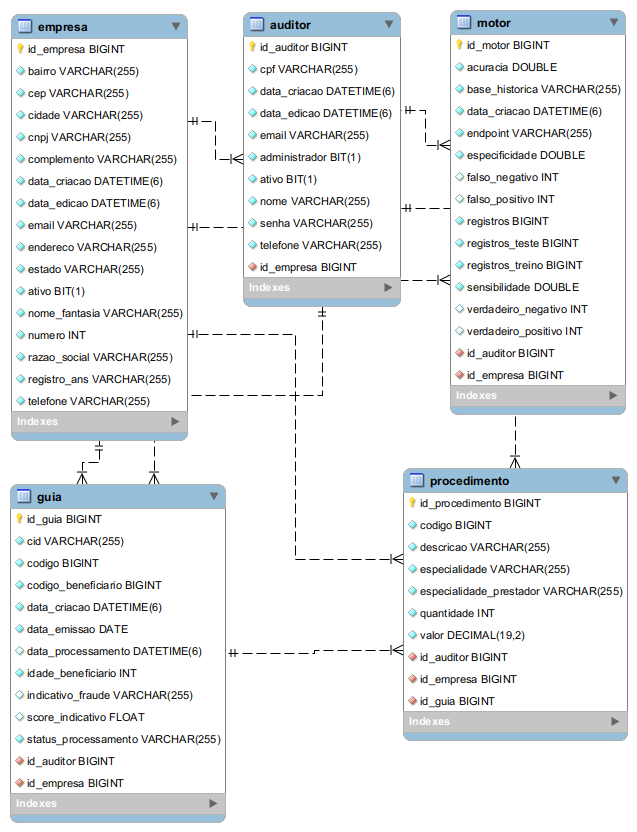 empresa
id_empresa BIGINT
bairro VARCHAR(255)
cep VARCHAR(255)
cidade VARCHAR(255)
cnpj VARCHAR(255)
complemento VARCHAR(255)
data_criacao DATETIME(6)
data_edicao DATETIME(6)
email VARCHAR(255)
endereco VARCHAR(255)
estado VARCHAR(255)
ativo BIT(1)
nome_fantasia VARCHAR(255)
numero INT
razao_social VARCHAR(255)
registro_ans VARCHAR(255)
telefone VARCHAR(255)
Indexes
auditor
id_auditor BIGINT
cpf VARCHAR(255)
data_criacao DATETIME(6)
data_edicao DATETIME(6)
email VARCHAR(255)
administrador BIT(1)
ativo BIT(1)
nome VARCHAR(255)
senha VARCHAR(255)
telefone VARCHAR(255)
id_empresa BIGINT
Indexes
motor
id_motor BIGINT
acuracia DOUBLE
base_historica VARCHAR(255)
data_criacao DATETIME(6)
endpoint VARCHAR(255)
especificidade DOUBLE
falso_negativo INT
falso_positivo INT
registros BIGINT
registros_teste BIGINT
registros_treino BIGINT
sensibilidade DOUBLE
verdadeiro_negativo INT
verdadeiro_positivo INT
id_auditor BIGINT
id_empresa BIGINT
Indexes
guia
id_guia BIGINT
cid VARCHAR(255)
codigo BIGINT
codigo_beneficiario BIGINT
data_criacao DATETIME(6)
data_emissao DATE
data_processamento DATETIME(6)
idade_beneficiario INT
indicativo_fraude VARCHAR(255)
score_indicativo FLOAT
status_processamento VARCHAR(255)
id_auditor BIGINT
id_empresa BIGINT
Indexes
procedimento
id_procedimento BIGINT
codigo BIGINT
descricao VARCHAR(255)
especialidade VARCHAR(255)
especialidade_prestador VARCHAR(255)
quantidade INT
valor DECIMAL(19,2)
id_auditor BIGINT
id_empresa BIGINT
id_guia BIGINT
Indexes